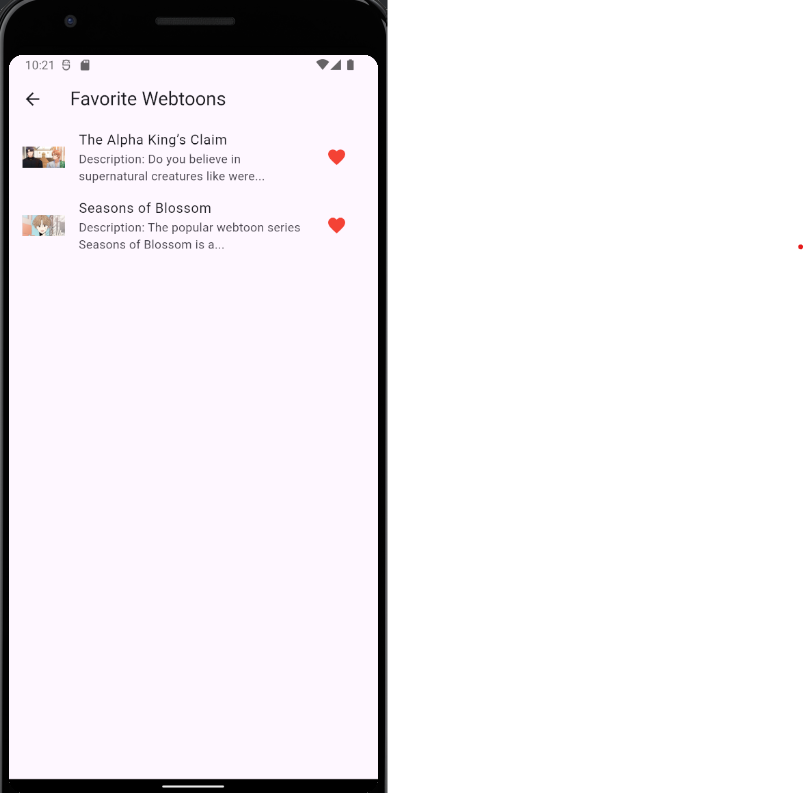 10:21
Favorite Webtoons
The Alpha King's Claim
Description: Do you believe in
supernatural creatures like were...
Seasons of Blossom
Description: The popular webtoon series
Seasons of Blossom is a...